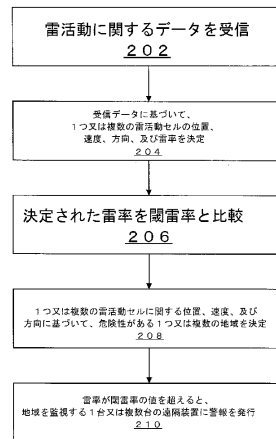 雷活動に関するデータを受信
202
受信データに基づいて、
1つ又は複数の雷活動セルの位置、
速度、方向、及び雷率を決定
204
決定された雷率を閾雷率と比較
206
1つ又は複数の雷活動セルに関する位置、速度、及び
方向に基づいて、危険性がある1つ又は複数の地域を決定
208
雷率が閾雷率の値を超えると、
地域を監視する1台又は複数台の遠隔装置に警報を発行
210